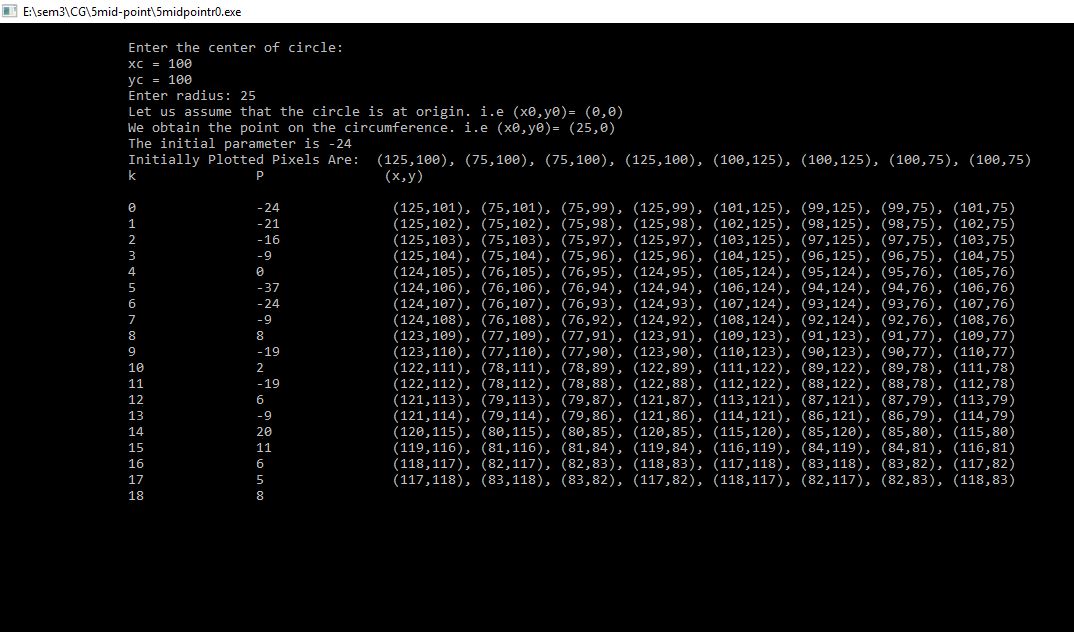 E:\sem3\CG\5mid-point\5midpointr0.exe
Enter the center of circle:
xc = 100
yc = 100
Enter radius: 25
Let us assume that the circle is at origin. i.e (x0,y0)= (0,0)
We obtain the point on the circumference. i.e (x0,y0)= (25,0)
The initial parameter is -24
Initially Plotted Pixels Are:  (125,100), (75,100), (75,100), (125,100), (100,125), (100,125), (100,75), (100,75)
k P (x,y)
0 -24 (125,101), (75,101), (75,99), (125,99), (101,125), (99,125), (99,75), (101,75)
1 -21 (125,102), (75,102), (75,98), (125,98), (102,125), (98,125), (98,75), (102,75)
2 -16 (125,103), (75,103), (75,97), (125,97), (103,125), (97,125), (97,75), (103,75)
3 -9 (125,104), (75,104), (75,96), (125,96), (104,125), (96,125), (96,75), (104,75)
4 0 (124,105), (76,105), (76,95), (124,95), (105,124), (95,124), (95,76), (105,76)
5 -37 (124,106), (76,106), (76,94), (124,94), (106,124), (94,124), (94,76), (106,76)
6 -24 (124,107), (76,107), (76,93), (124,93), (107,124), (93,124), (93,76), (107,76)
7 -9 (124,108), (76,108), (76,92), (124,92), (108,124), (92,124), (92,76), (108,76)
8 8 (123,109), (77,109), (77,91), (123,91), (109,123), (91,123), (91,77), (109,77)
9 -19 (123,110), (77,110), (77,90), (123,90), (110,123), (90,123), (90,77), (110,77)
10 2 (122,111), (78,111), (78,89), (122,89), (111,122), (89,122), (89,78), (111,78)
11 -19 (122,112), (78,112), (78,88), (122,88), (112,122), (88,122), (88,78), (112,78)
12 6 (121,113), (79,113), (79,87), (121,87), (113,121), (87,121), (87,79), (113,79)
13 -9 (121,114), (79,114), (79,86), (121,86), (114,121), (86,121), (86,79), (114,79)
14 20 (120,115), (80,115), (80,85), (120,85), (115,120), (85,120), (85,80), (115,80)
15 11 (119,116), (81,116), (81,84), (119,84), (116,119), (84,119), (84,81), (116,81)
16 6 (118,117), (82,117), (82,83), (118,83), (117,118), (83,118), (83,82), (117,82)
17 5 (117,118), (83,118), (83,82), (117,82), (118,117), (82,117), (82,83), (118,83)
18 8